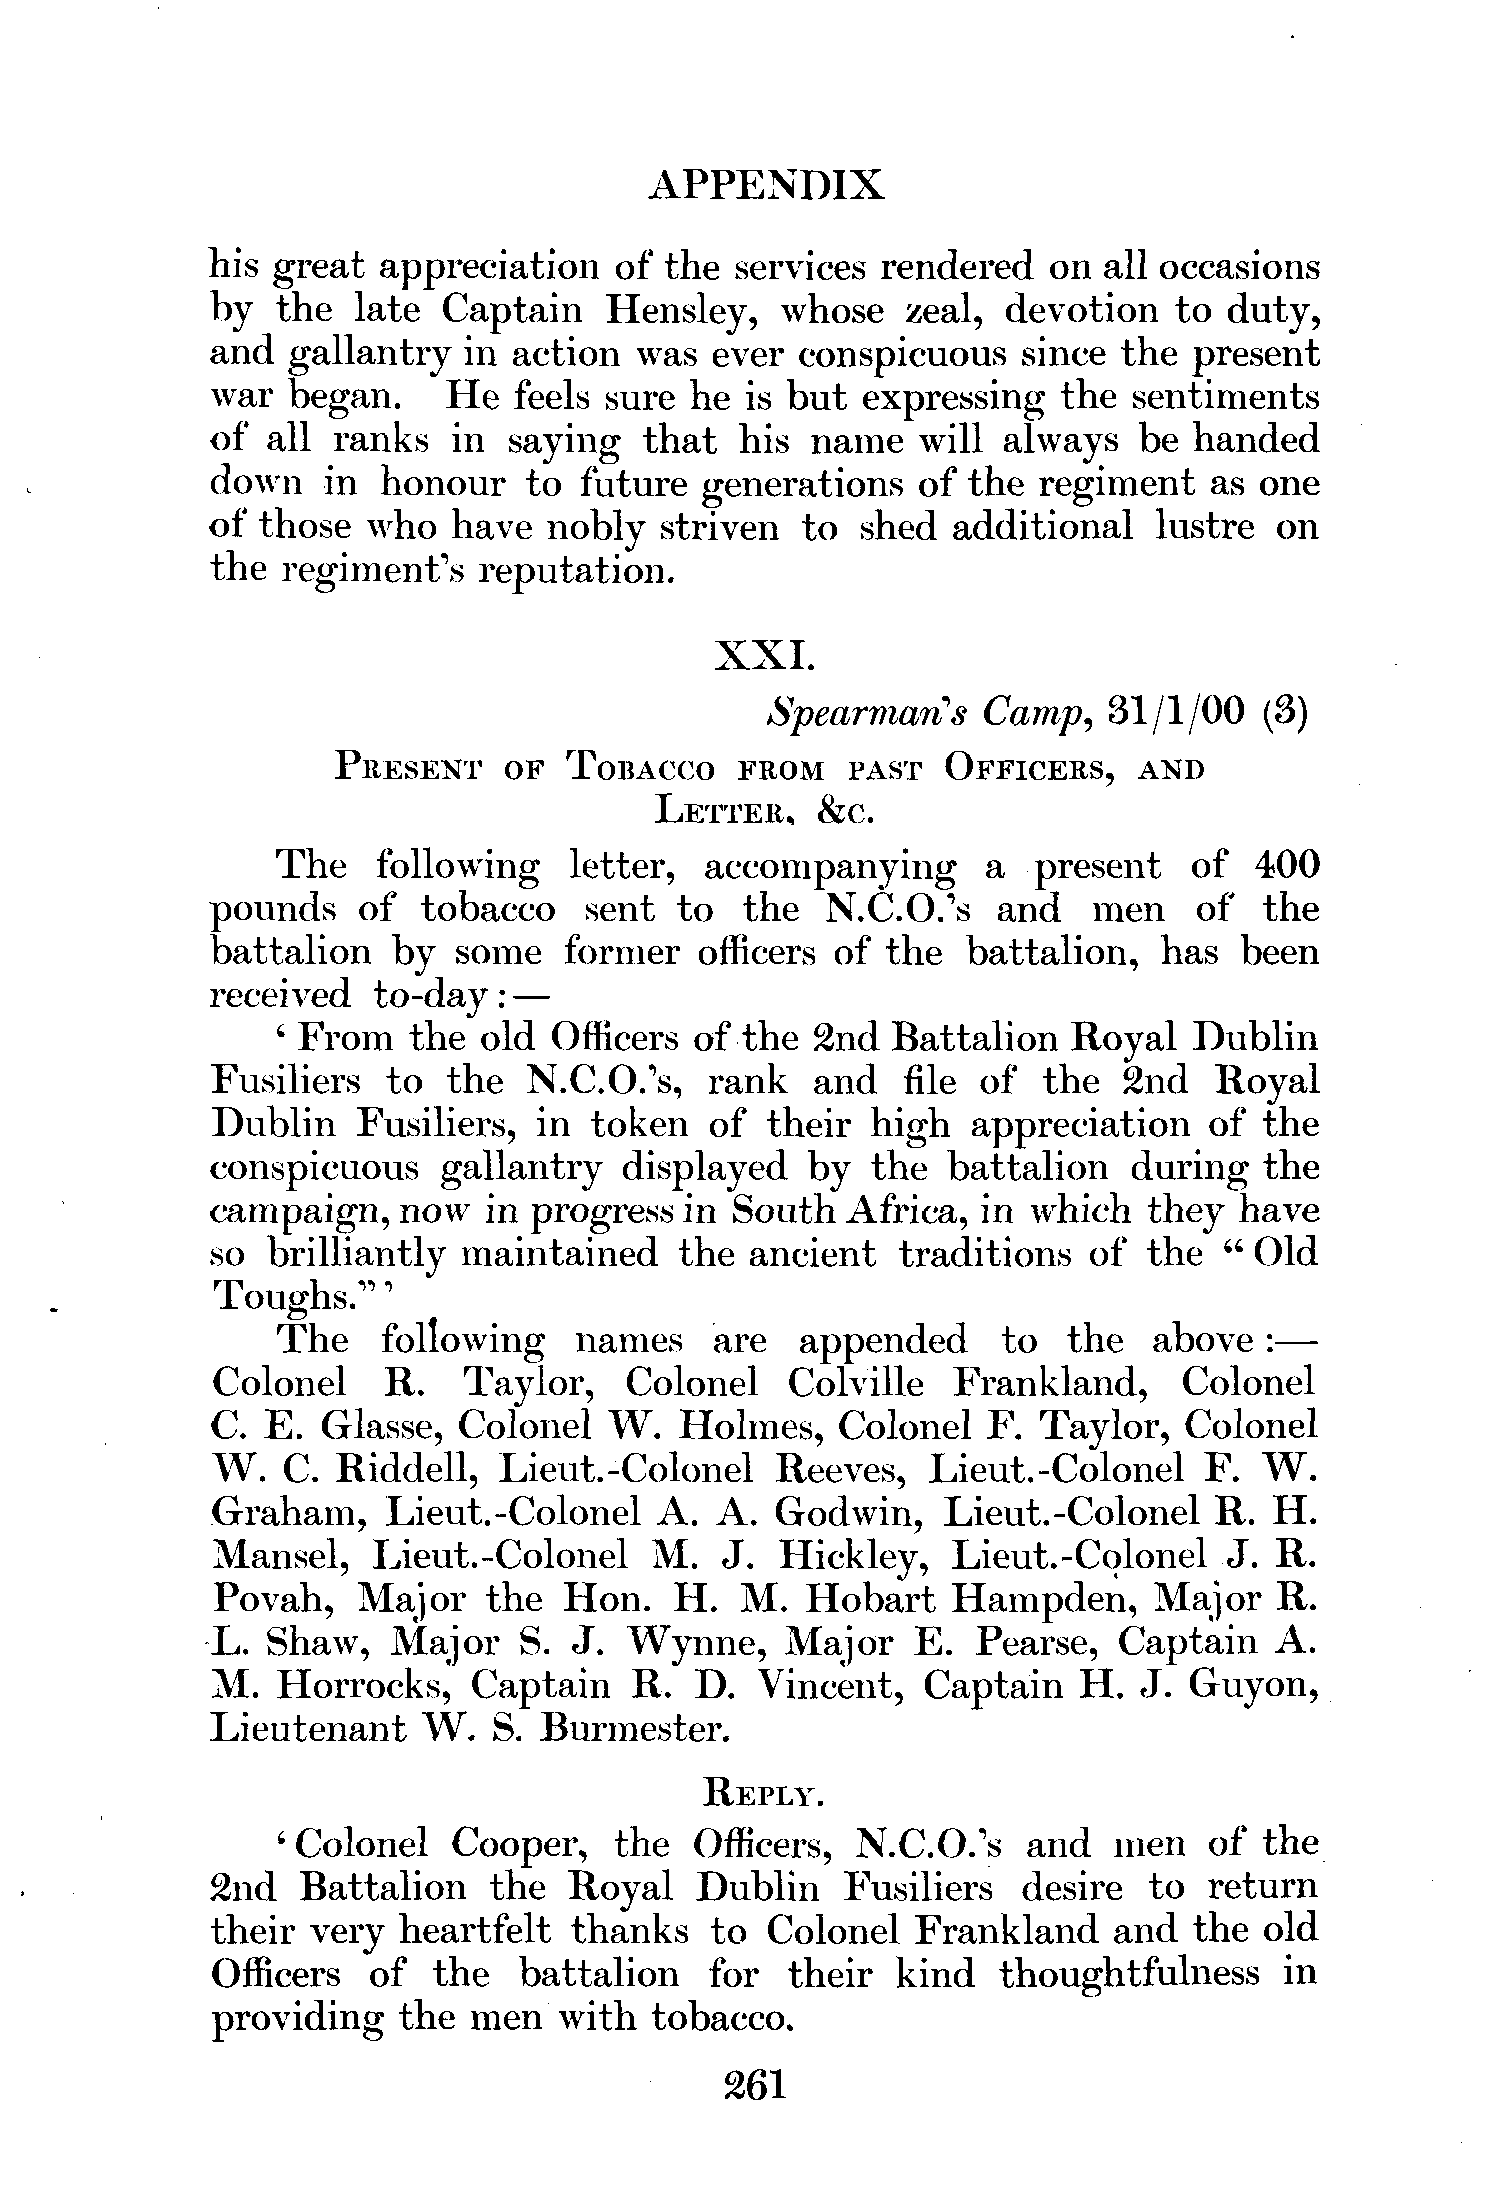 APPENDIX
his great appreciation of the services rendered on all occasions
by the late Captain Hensley, whose zeal, devotion to duty,
and gallantry in action was ever conspicuous since the present
war began. He feels sure he is but expressing the sentiments
of all ranks in saying that his name will always be handed
down in honour to future generations of the regiment as one
of those who have nobly striven to shed additional lustre on
the regiment's reputation.
XXI.
Spearman's Camp, 31/1/00 (3)
PRESENT OF TOBACCO FROM PAST OFFICERS, AND
LETTER, &C.
The following letter, accompanying a present of 400
pounds of tobacco sent to the N.C.O.'s and men of the
battalion by some former officers of the battalion, has been
received to-day:—
‘From the old Officers of the 2nd Battalion Royal Dublin
Fusiliers to the N.C.O.'s, rank and file of the 2nd Royal
Dublin Fusiliers, in token of their high appreciation of the
conspicuous gallantry displayed by the battalion during the
campaign, now in progress in South Africa, in which they have
so brilliantly maintained the ancient traditions of the “Old
Toughs.”’
The following names are appended to the above:—
Colonel R. Taylor, Colonel Colville Frankland, Colonel
C. E. Glasse, Colonel W. Holmes, Colonel F. Taylor, Colonel
W. C. Riddell, Lieut.-Colonel Reeves, Lieut.-Colonel F. W.
Graham, Lieut.-Colonel A. A. Godwin, Lieut.-Colonel R. H.
Mansel, Lieut.-Colonel M. J. Hickley, Lieut.-Colonel J. R.
Povah, Major the Hon. H. M. Hobart Hampden, Major R.
L. Shaw, Major S. J. Wynne, Major E. Pearse, Captain A.
M. Horrocks, Captain R. D. Vincent, Captain H. J. Guyon,
Lieutenant W. S. Burmester.
REPLY.
‘Colonel Cooper, the Officers, N.C.O.'s and men of the
2nd Battalion the Royal Dublin Fusiliers desire to return
their very heartfelt thanks to Colonel Frankland and the old
Officers of the battalion for their kind thoughtfulness in
providing the men with tobacco.
261